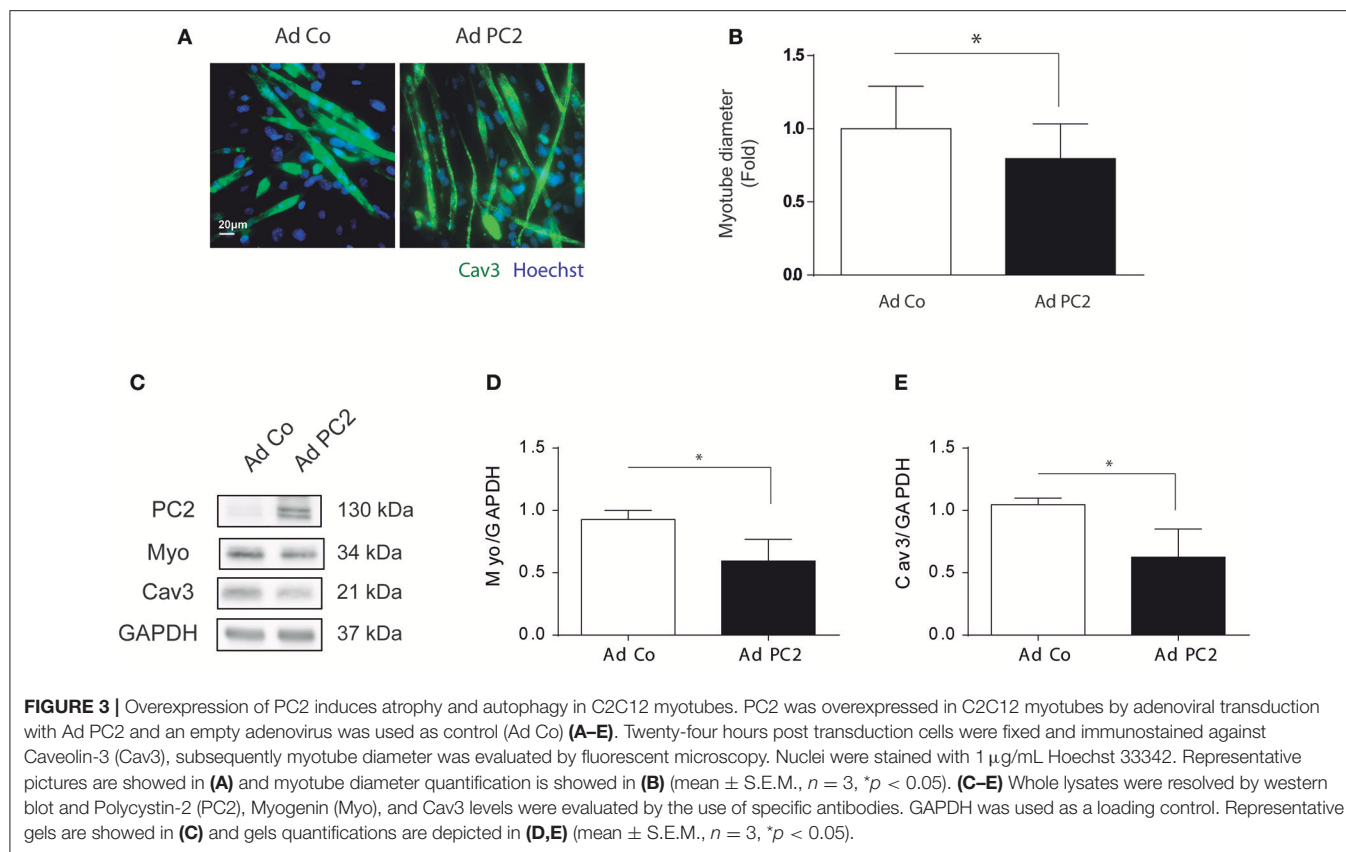 A
Ad Co
Ad PC2
20µm
Cav3 Hoechst
B
Myotube diameter
(Fold)
1.5
1.0
0.5
0.0
*
Ad Co
Ad PC2
C
Ad Co
Ad PC2
PC2
130 kDa
Myo
34 kDa
Cav3
21 kDa
GAPDH
37 kDa
D
M yo/G APDH
1.5
1.0
0.5
0.0
*
Ad Co
Ad PC2
E
C av 3/GA PDH
1.5
1.0
0.5
0.0
*
Ad Co
Ad PC2
FIGURE 3 | Overexpression of PC2 induces atrophy and autophagy in C2C12 myotubes. PC2 was overexpressed in C2C12 myotubes by adenoviral transduction
with Ad PC2 and an empty adenovirus was used as control (Ad Co) (A–E). Twenty-four hours post transduction cells were fixed and immunostained against
Caveolin-3 (Cav3), subsequently myotube diameter was evaluated by fluorescent microscopy. Nuclei were stained with 1 µg/mL Hoechst 33342. Representative
pictures are shown in (A) and myotube diameter quantification is showed in (B) (mean ± S.E.M., n = 3, *p < 0.05). (C–E) Whole lysates were resolved by western
blot and Polycystin-2 (PC2), Myogenin (Myo), and Cav3 levels were evaluated by the use of specific antibodies. GAPDH was used as a loading control. Representative
gels are showed in (C) and gels quantifications are depicted in (D,E) (mean ± S.E.M., n = 3, *p < 0.05).